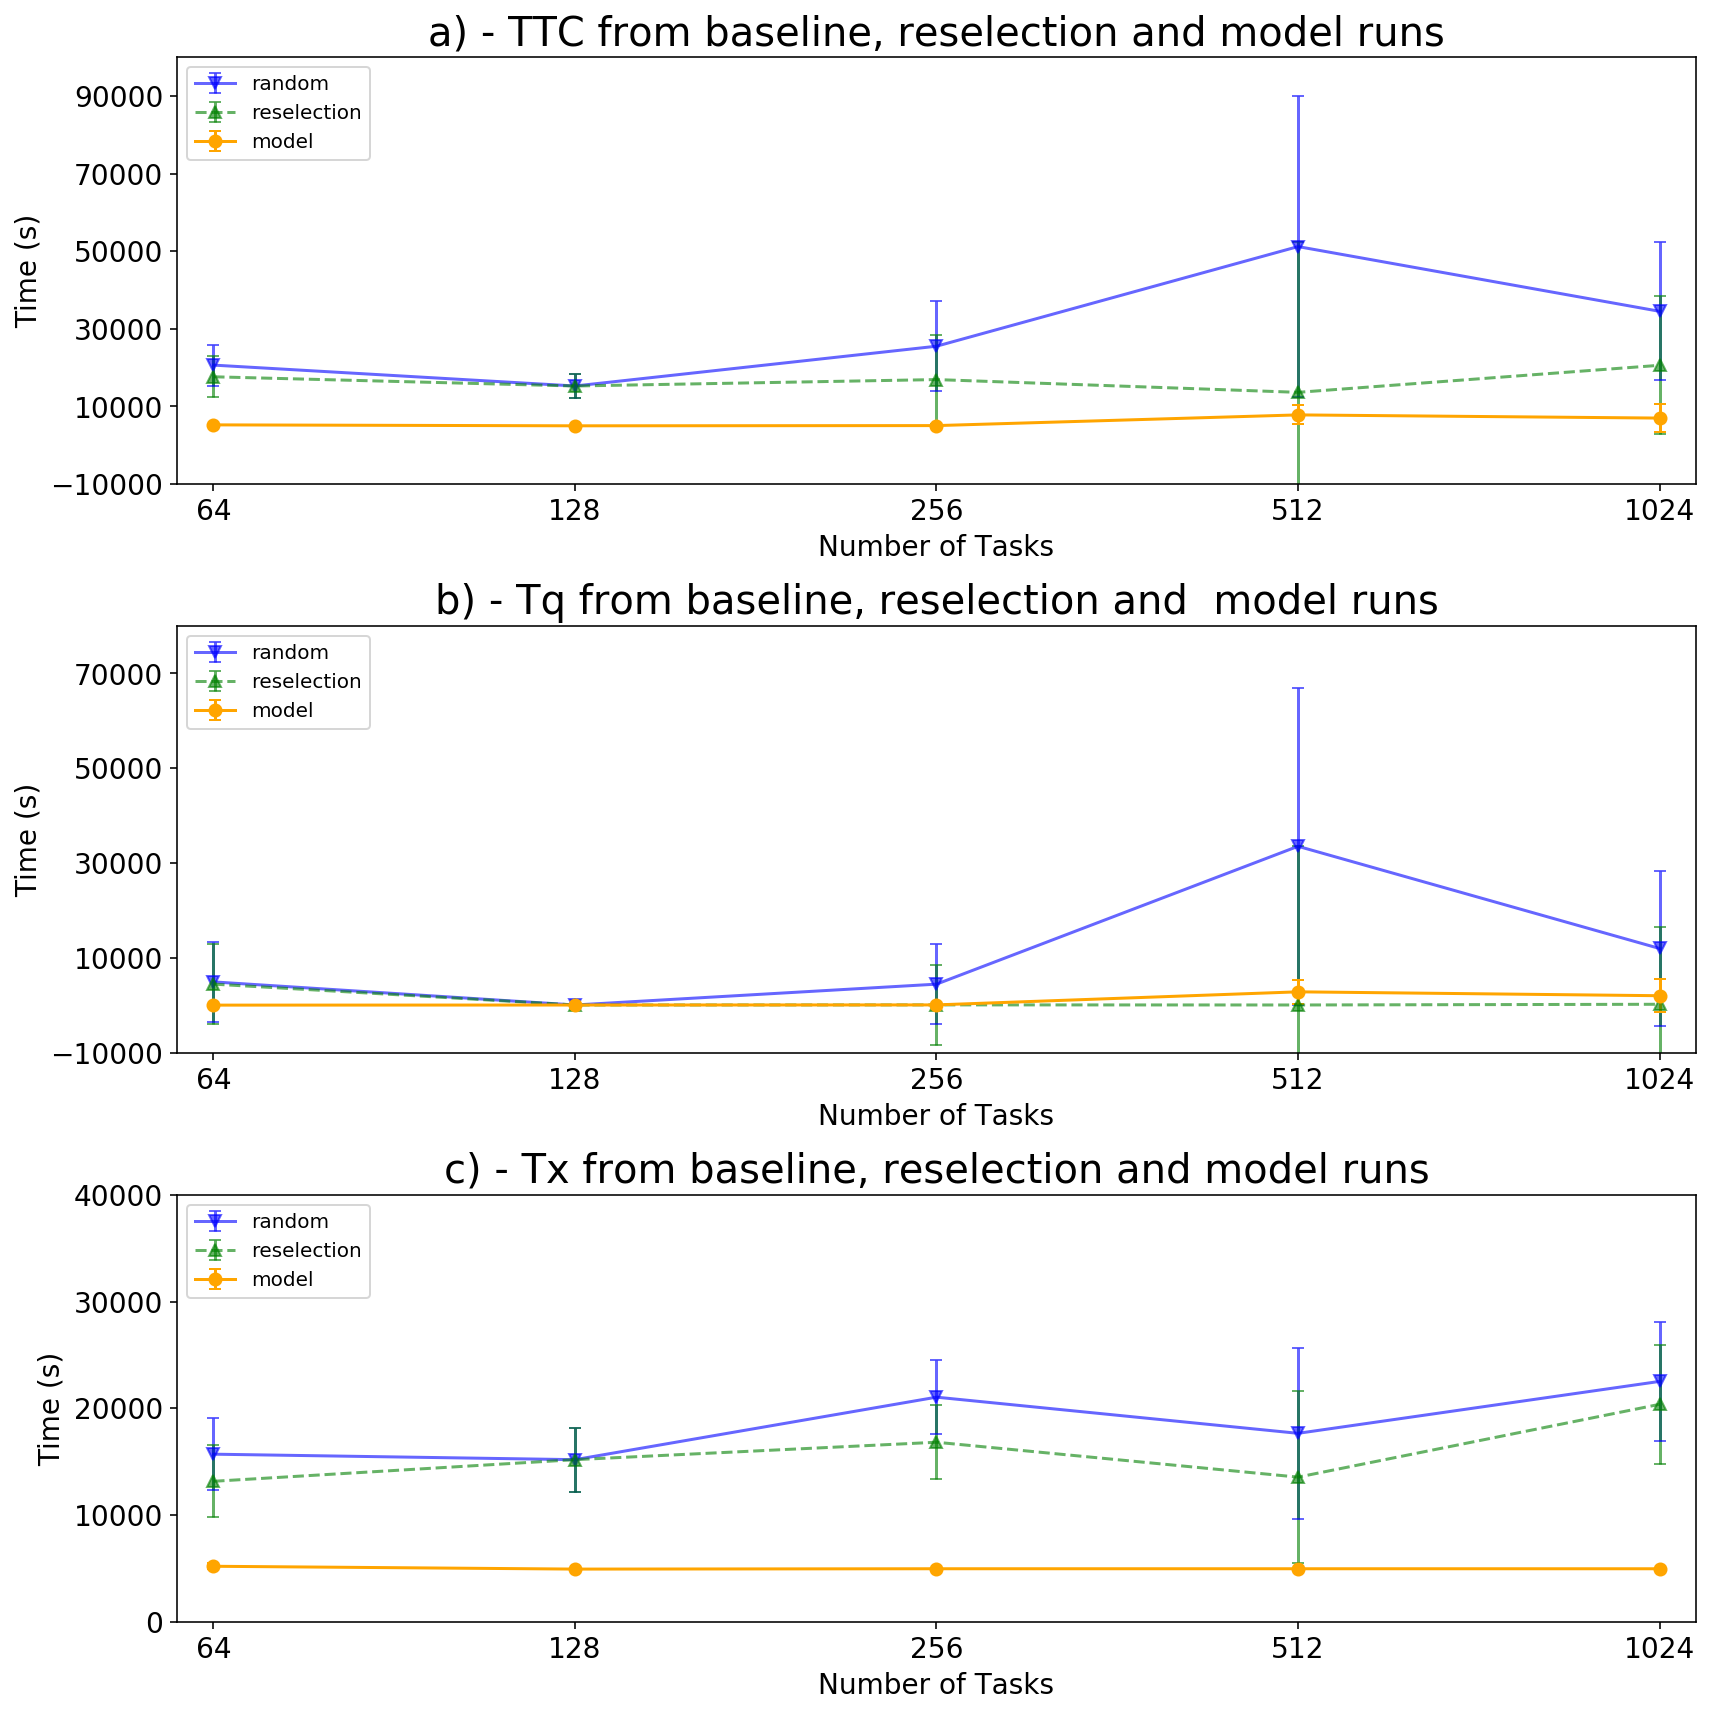 a) - TTC from baseline, reselection and model runs
random
reselection
model
90000
70000
50000
30000
10000
−10000
Time (s)
64 128 256 512 1024
Number of Tasks
b) - Tq from baseline, reselection and  model runs
random
reselection
model
70000
50000
30000
10000
−10000
Time (s)
64 128 256 512 1024
Number of Tasks
c) - Tx from baseline, reselection and model runs
random
reselection
model
40000
30000
20000
10000
0
Time (s)
64 128 256 512 1024
Number of Tasks